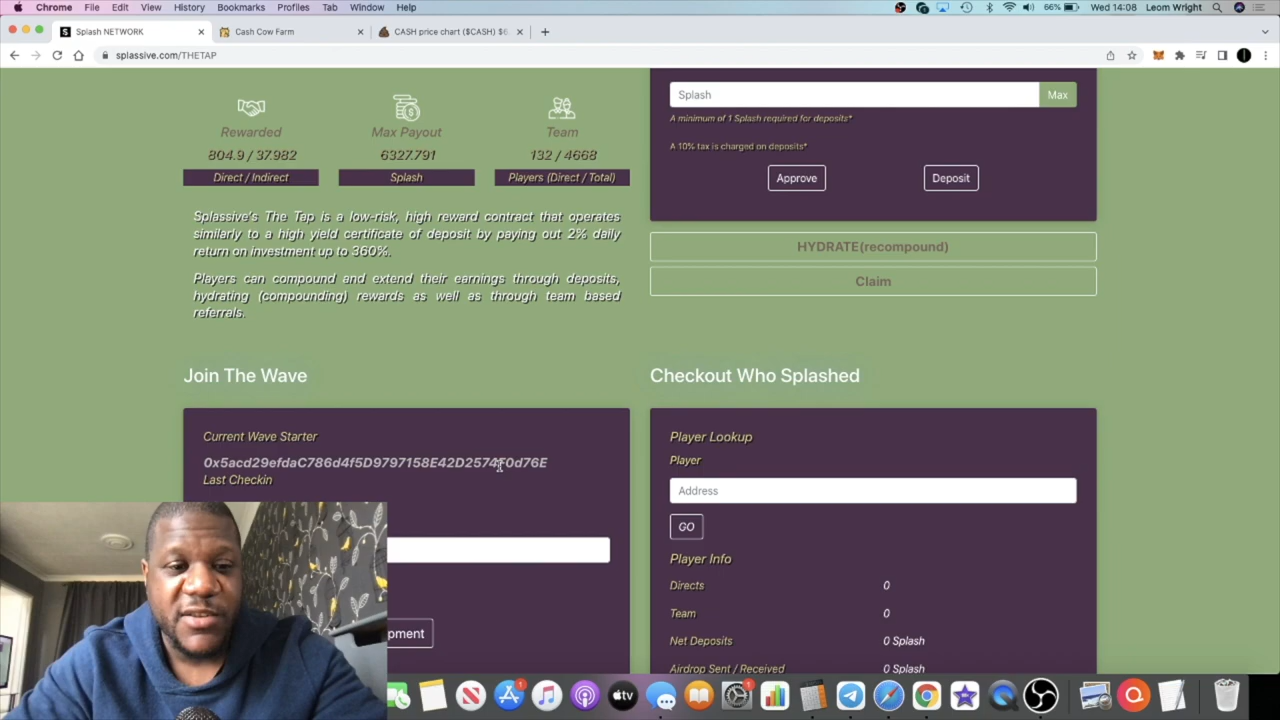 Chrome File Edit View History Bookmarks Profiles Tab Window Help 66% Wed 14:08 Leom Wright
Splash NETWORK Cash Cow Farm CASH price chart ($CASH) $6
splassive.com/THETAP
Rewarded Max Payout Team
804.9 / 37.982 6327.791 132 / 4668
Direct / Indirect Splash Players (Direct / Total)
Splassive's The Tap is a low-risk, high reward contract that operates
similarly to a high yield certificate of deposit by paying out 2% daily
return on investment up to 360%.
Players can compound and extend their earnings through deposits,
hydrating (compounding) rewards as well as through team based
referrals.
Splash Max
A minimum of 1 Splash required for deposits*
A 10% tax is charged on deposits*
Approve Deposit
HYDRATE(recompound)
Claim
Join The Wave
Current Wave Starter
0x5acd29efdaC786d4f5D9797158E42D2574F0d76E
Last Checkin
pment
Checkout Who Splashed
Player Lookup
Player
Address
GO
Player Info
Directs 0
Team 0
Net Deposits 0 Splash
Airdrop Sent / Received 0 Splash
tv